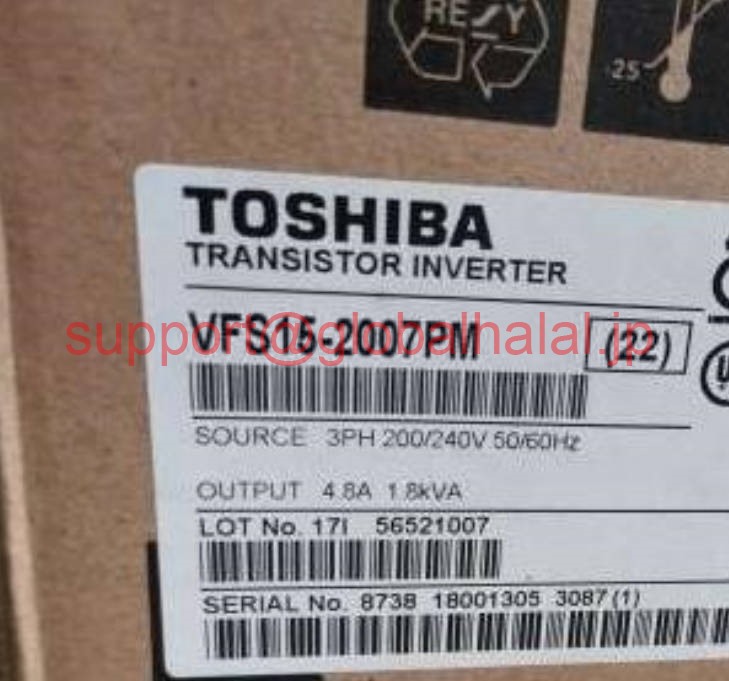 RESY
-25
TOSHIBA
TRANSISTOR INVERTER
VFS15-2007PM (22)
support@globalhalal.jp
SOURCE 3PH 200/240V 50/60Hz
OUTPUT 4.8A 1.8kVA
LOT No. 17I 56521007
SERIAL No. 8738 18001305 3087 (1)